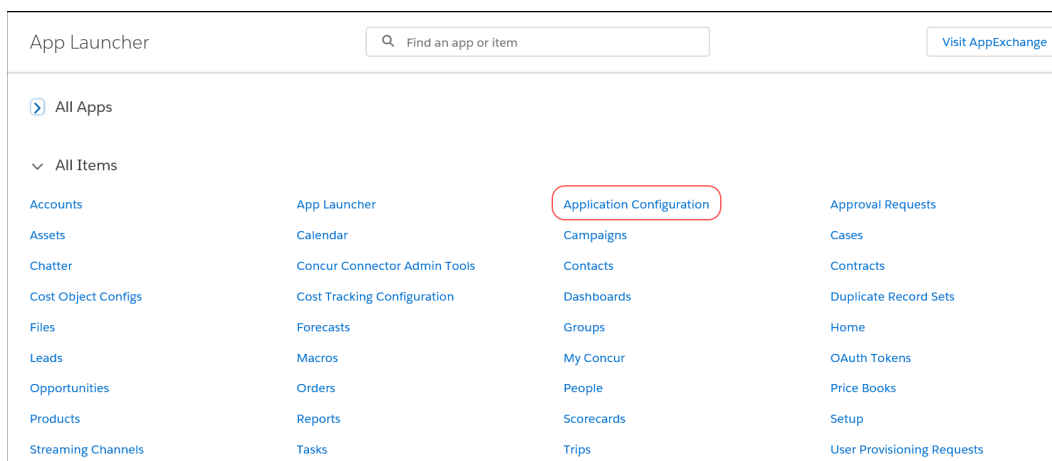 App Launcher
Find an app or item
Visit AppExchange
All Apps
All Items
Accounts App Launcher Application Configuration Approval Requests
Assets Calendar Campaigns Cases
Chatter Concur Connector Admin Tools Contacts Contracts
Cost Object Configs Cost Tracking Configuration Dashboards Duplicate Record Sets
Files Forecasts Groups Home
Leads Macros My Concur OAuth Tokens
Opportunities Orders People Price Books
Products Reports Scorecards Setup
Streaming Channels Tasks Trips User Provisioning Requests